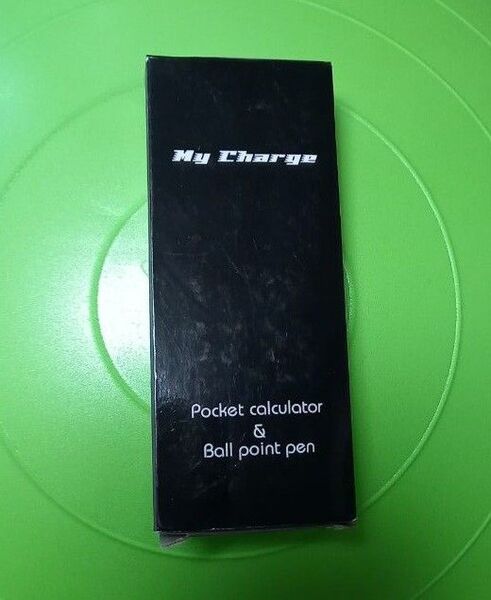 My Charge
Pocket calculator
&
Ball point pen